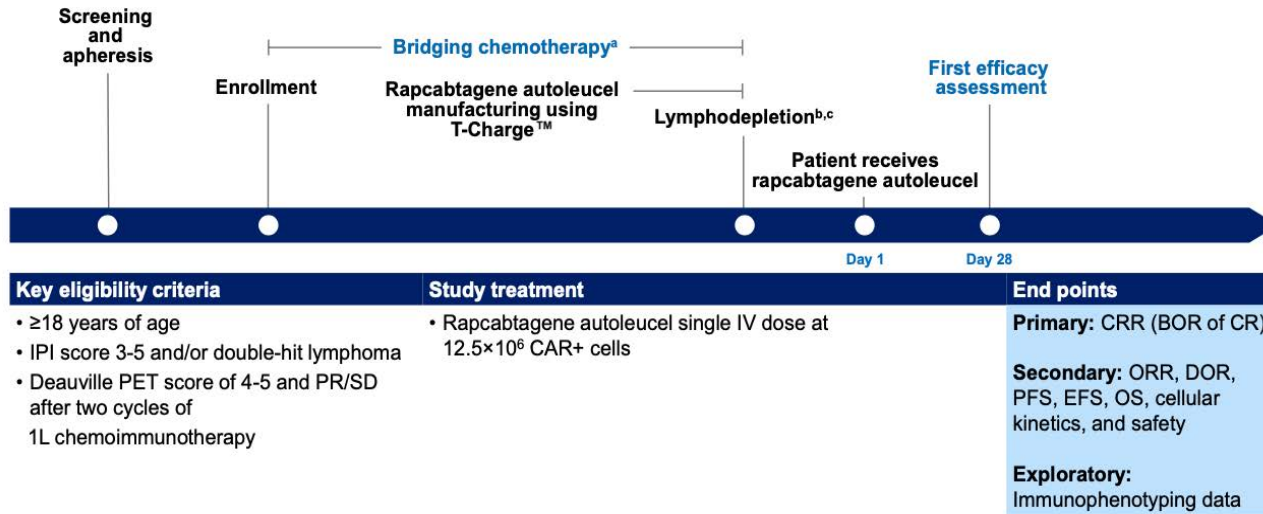 Screening
and
apheresis
Enrollment
Bridging chemotherapyᵃ
Rapcabtagene autoleucel
manufacturing using
T-Charge™
Lymphodepletionᵇ,ᶜ
Patient receives
rapcabtagene autoleucel
First efficacy
assessment
Day 1
Day 28
Key eligibility criteria
• ≥18 years of age
• IPI score 3-5 and/or double-hit lymphoma
• Deauville PET score of 4-5 and PR/SD
after two cycles of
1L chemoimmunotherapy
Study treatment
• Rapcabtagene autoleucel single IV dose at
12.5×10⁶ CAR+ cells
End points
Primary: CRR (BOR of CR)
Secondary: ORR, DOR,
PFS, EFS, OS, cellular
kinetics, and safety
Exploratory:
Immunophenotyping data